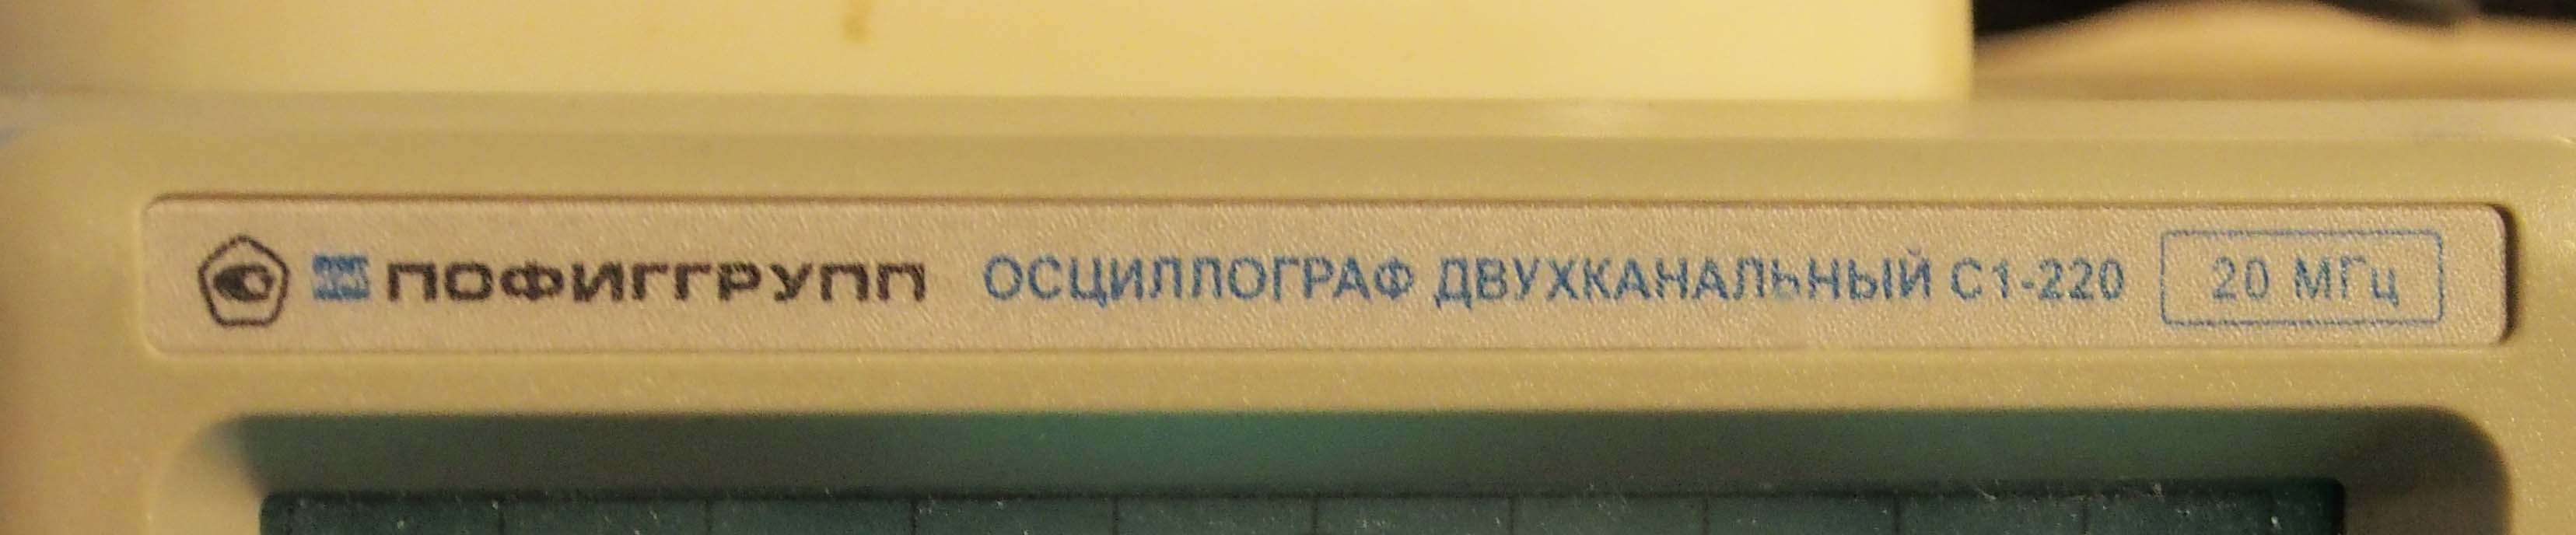 ПОФИГГРУПП ОСЦИЛЛОГРАФ ДВУХКАНАЛЬНЫЙ С1-220 20 МГц